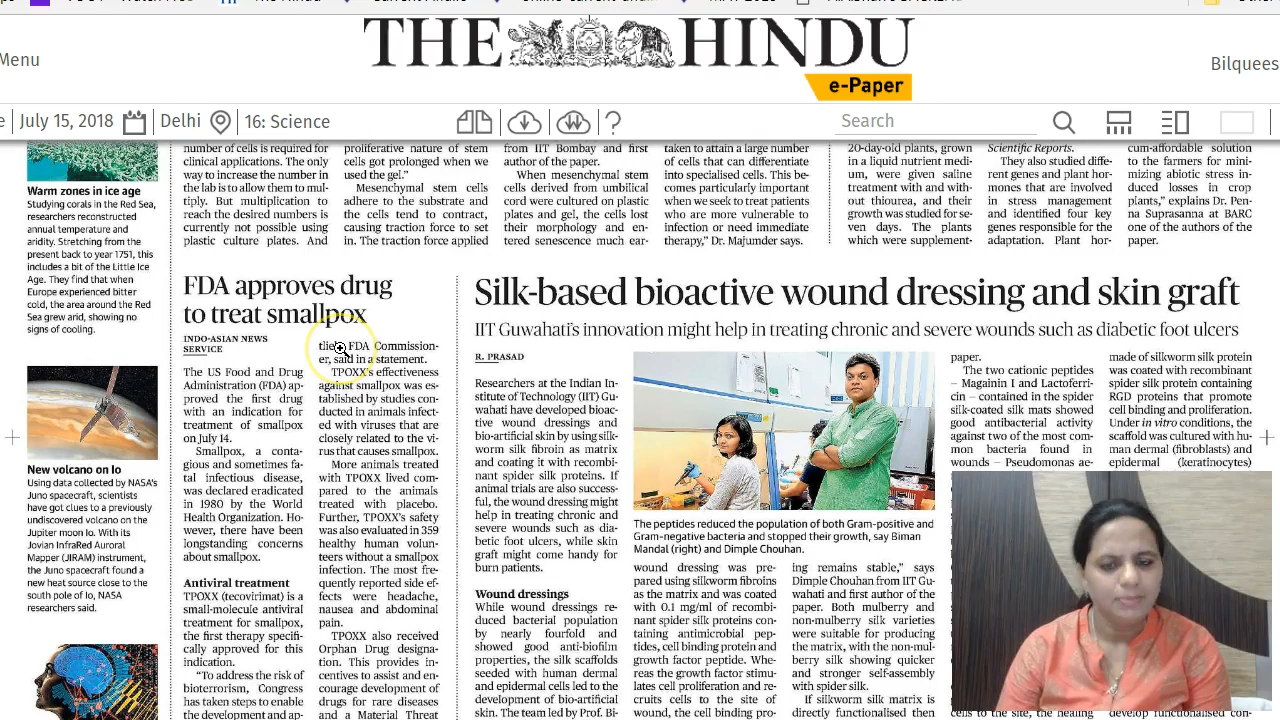 THE HINDU
e-Paper
Menu
Bilquees
July 15, 2018
Delhi
16: Science
?
Search
Warm zones in ice age
Studying corals in the Red Sea,
researchers reconstructed
annual temperature and
aridity. Stretching from the
present back to year 1751, this
includes a bit of the Little Ice
Age. They find that when
Europe experienced bitter
cold, the area around the Red
Sea grew arid, showing no
signs of cooling.
New volcano on Io
Using data collected by NASA's
Juno spacecraft, scientists
have got clues to a previously
undiscovered volcano on the
Jupiter moon Io. With its
Jovian InfraRed Auroral
Mapper (JIRAM) instrument,
the Juno spacecraft found a
new heat source close to the
south pole of Io, NASA
researchers said.
number of cells is required for
clinical applications. The only
way to increase the number in
the lab is to allow them to mul-
tiply. But multiplication to
reach the desired numbers is
currently not possible using
plastic culture plates. And
proliferative nature of stem
cells got prolonged when we
used the gel."
Mesenchymal stem cells
adhere to the substrate and
the cells tend to contract,
causing traction force to set
in. The traction force applied
from IIT Bombay and first
author of the paper.
When mesenchymal stem
cells derived from umbilical
cord were cultured on plastic
plates and gel, the cells lost
their morphology and en-
tered senescence much ear-
taken to attain a large number
of cells that can differentiate
into specialised cells. This be-
comes particularly important
when we seek to treat patients
who are more vulnerable to
infection or need immediate
therapy," Dr. Majumder says.
20-day-old plants, grown
in a liquid nutrient medi-
um, were given saline
treatment with and with-
out thiourea, and their
growth was studied for se-
ven days. The plants
which were supplement-
Scientific Reports.
They also studied diffe-
rent genes and plant hor-
mones that are involved
in stress management
and identified four key
genes responsible for the
adaptation. Plant hor-
cum-affordable solution
to the farmers for mini-
mizing abiotic stress in-
duced losses in crop
plants," explains Dr. Pen-
na Suprasanna at BARC
one of the authors of the
paper.
FDA approves drug
to treat smallpox
INDO-ASIAN NEWS
SERVICE
The US Food and Drug
Administration (FDA) ap-
proved the first drug
with an indication for
treatment of smallpox
on July 14.
Smallpox, a conta-
gious and sometimes fa-
tal infectious disease,
was declared eradicated
in 1980 by the World
Health Organization. Ho-
wever, there have been
longstanding concerns
about smallpox.
Antiviral treatment
TPOXX (tecovirimat) is a
small-molecule antiviral
treatment for smallpox,
the first therapy specifi-
cally approved for this
indication.
"To address the risk of
bioterrorism, Congress
has taken steps to enable
the development and ap-
FDA Commission-
er, said in a statement.
TPOXX's effectiveness
against smallpox was es-
tablished by studies con-
ducted in animals infect-
ed with viruses that are
closely related to the vi-
rus that causes smallpox.
More animals treated
with TPOXX lived com-
pared to the animals
treated with placebo.
Further, TPOXX's safety
was also evaluated in 359
healthy human volun-
teers without a smallpox
infection. The most fre-
quently reported side ef-
fects were headache,
nausea and abdominal
pain.
TPOXX also received
Orphan Drug designa-
tion. This provides in-
centives to assist and en-
courage development of
drugs for rare diseases
and a Material Threat
Silk-based bioactive wound dressing and skin graft
IIT Guwahati's innovation might help in treating chronic and severe wounds such as diabetic foot ulcers
R. PRASAD
Researchers at the Indian In-
stitute of Technology (IIT) Gu-
wahati have developed bioac-
tive wound dressings and
bio-artificial skin by using silk-
worm silk fibroin as matrix
and coating it with recombi-
nant spider silk proteins. If
animal trials are also success-
ful, the wound dressing might
help in treating chronic and
severe wounds such as dia-
betic foot ulcers, while skin
graft might come handy for
burn patients.
Wound dressings
While wound dressings re-
duced bacterial population
by nearly fourfold and
showed good anti-biofilm
properties, the silk scaffolds
seeded with human dermal
and epidermal cells led to the
development of bio-artificial
skin. The team led by Prof. Bi-
The peptides reduced the population of both Gram-positive and
Gram-negative bacteria and stopped their growth, say Biman
Mandal (right) and Dimple Chouhan.
wound dressing was pre-
pared using silkworm fibroins
as the matrix and was coated
with 0.1 mg/ml of recombi-
nant spider silk proteins con-
taining antimicrobial pep-
tides, cell binding protein and
growth factor peptide. Whe-
reas the growth factor stimu-
lates cell proliferation and re-
cruits cells to the site of
wound, the cell binding pro-
ing remains stable," says
Dimple Chouhan from IIT Gu-
wahati and first author of the
paper. Both mulberry and
non-mulberry silk varieties
were suitable for producing
the matrix, with the non-mul-
berry silk showing quicker
and stronger self-assembly
with spider silk.
If silkworm silk matrix is
directly functionalised then
paper.
The two cationic peptides
– Magainin I and Lactoferri-
cin – contained in the spider
silk-coated silk mats showed
good antibacterial activity
against two of the most com-
mon bacteria found in
wounds – Pseudomonas ae-
made of silkworm silk protein
was coated with recombinant
spider silk protein containing
RGD proteins that promote
cell binding and proliferation.
Under in vitro conditions, the
scaffold was cultured with hu-
man dermal (fibroblasts) and
epidermal (keratinocytes)